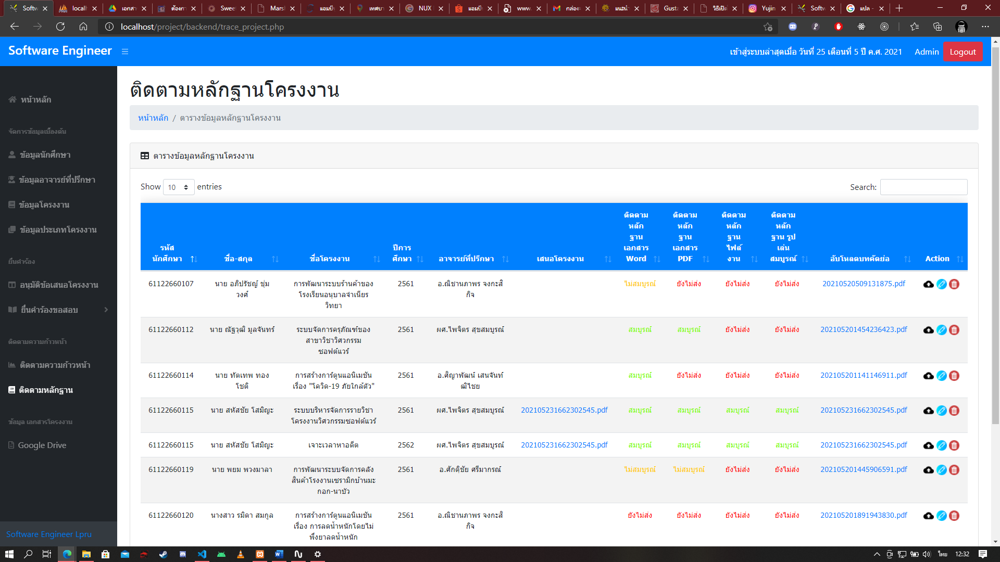 Softw
localh
เอกสา
ต้องกา
Swee
Marsl
แอมป์
เทศบา
NUX
แอมป์
www.
กล่องจ
แนะนำ
Gusta
วิธีเปิด
Yujin
Softw
แปล -
localhost/project/backend/trace_project.php
Software Engineer
เข้าสู่ระบบล่าสุดเมื่อ วันที่ 25 เดือนที่ 5 ปี ค.ศ. 2021 Admin Logout
หน้าหลัก
จัดการข้อมูลเบื้องต้น
ข้อมูลนักศึกษา
ข้อมูลอาจารย์ที่ปรึกษา
ข้อมูลโครงงาน
ข้อมูลประเภทโครงงาน
ยื่นคำร้อง
อนุมัติข้อเสนอโครงงาน
ยื่นคำร้องขอสอบ
ติดตามความก้าวหน้า
ติดตามความก้าวหน้า
ติดตามหลักฐาน
ข้อมูล เอกสารโครงงาน
Google Drive
Software Engineer Lpru
ติดตามหลักฐานโครงงาน
หน้าหลัก / ตารางข้อมูลหลักฐานโครงงาน
ตารางข้อมูลหลักฐานโครงงาน
Show 10 entries
Search:
รหัส
นักศึกษา
ชื่อ-สกุล
ชื่อโครงงาน
ปีการ
ศึกษา
อาจารย์ที่ปรึกษา
เสนอโครงงาน
ติดตาม
หลัก
ฐาน
เอกสาร
Word
ติดตาม
หลัก
ฐาน
เอกสาร
PDF
ติดตาม
หลัก
ฐาน
ไฟล์
งาน
ติดตาม
หลัก
ฐาน รูป
เล่ม
สมบูรณ์
อับโหลดบทคัดย่อ
Action
61122660107
นาย อภิปรัชญ์ ชุ่ม
วงศ์
การพัฒนาระบบร้านค้าของ
โรงเรียนอนุบาลจำเนียร
วิทยา
2561
อ.ณิชานภาพร จงกะสิ
กิจ
ไม่สมบูรณ์
ยังไม่ส่ง
ยังไม่ส่ง
ยังไม่ส่ง
20210520509131875.pdf
61122660112
นาย ณัฐวุฒิ มูลจันทร์
ระบบจัดการครุภัณฑ์ของ
สาขาวิชาวิศวกรรม
ซอฟต์แวร์
2561
ผศ.ไพจิตร สุขสมบูรณ์
สมบูรณ์
สมบูรณ์
ยังไม่ส่ง
ยังไม่ส่ง
202105201454236423.pdf
61122660114
นาย ทัตเทพ ทอง
โชติ
การสร้างการ์ตูนแอนิเมชัน
เรื่อง "โควิด-19 ภัยใกล้ตัว"
2561
อ.ศิญาพัฒน์ เสนจันท์
ฒิไชย
สมบูรณ์
ยังไม่ส่ง
ยังไม่ส่ง
ยังไม่ส่ง
202105201141146911.pdf
61122660115
นาย สหัสชัย โสมิญะ
ระบบบริหารจัดการรายวิชา
โครงงานวิศวกรรมซอฟต์แวร์
2561
ผศ.ไพจิตร สุขสมบูรณ์
202105231662302545.pdf
สมบูรณ์
สมบูรณ์
สมบูรณ์
สมบูรณ์
202105231662302545.pdf
61122660115
นาย สหัสชัย โสมิญะ
เจาะเวลาหาอดีต
2562
ผศ.ไพจิตร สุขสมบูรณ์
202105231662302545.pdf
สมบูรณ์
สมบูรณ์
สมบูรณ์
สมบูรณ์
202105231662302545.pdf
61122660119
นาย พยม พวงมาลา
การพัฒนาระบบจัดการคลัง
สินค้าโรงงานเซรามิกบ้านมะ
กอก-นาบัว
2561
อ.ศักดิ์ชัย ศรีมากรณ์
ไม่สมบูรณ์
ไม่สมบูรณ์
ยังไม่ส่ง
ยังไม่ส่ง
202105201445906591.pdf
61122660120
นางสาว รมิดา สมกูล
การสร้างการ์ตูนแอนิเมชัน
เรื่อง การลดน้ำหนักโดยไม่
พึ่งยาลดน้ำหนัก
2561
อ.ณิชานภาพร จงกะสิ
กิจ
ยังไม่ส่ง
ยังไม่ส่ง
ยังไม่ส่ง
ยังไม่ส่ง
202105201891943830.pdf
ไทย
12:32